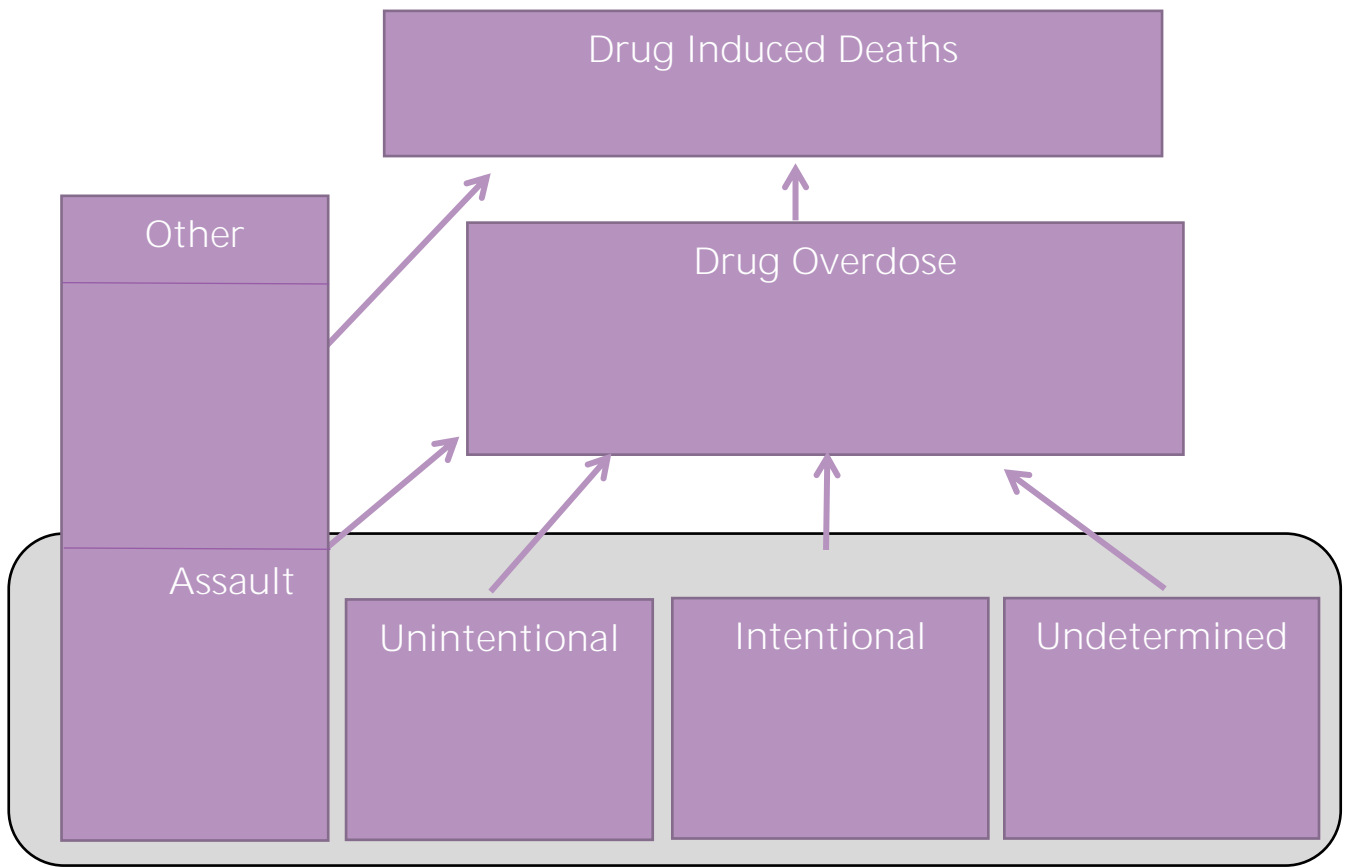 Drug Induced Deaths
Other
Drug Overdose
Assault
Unintentional
Intentional
Undetermined